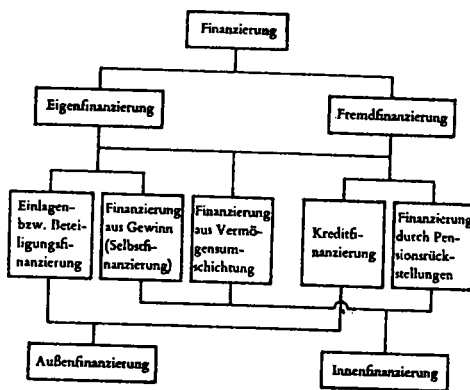 Finanzierung
Eigenfinanzierung
Fremdfinanzierung
Einlagen-
bzw. Betei-
ligungsfi-
nanzierung
Finanzierung
aus Gewinn
(Selbstfi-
nanzierung)
Finanzierung
aus Vermö-
gensum-
schichtung
Kreditfi-
nanzierung
Finanzierung
durch Pen-
sionsrück-
stellungen
Außenfinanzierung
Innenfinanzierung